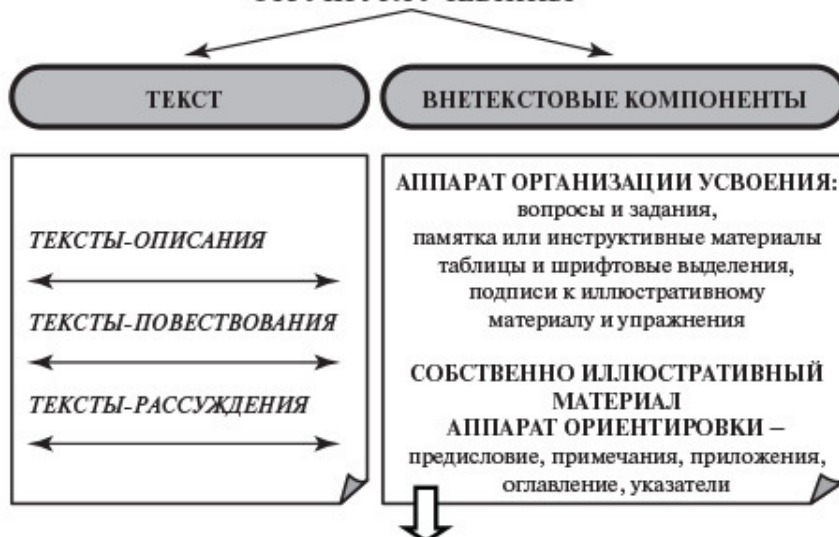 ТЕКСТ
ВНЕТЕКСТОВЫЕ КОМПОНЕНТЫ
ТЕКСТЫ-ОПИСАНИЯ
ТЕКСТЫ-ПОВЕСТВОВАНИЯ
ТЕКСТЫ-РАССУЖДЕНИЯ
АППАРАТ ОРГАНИЗАЦИИ УСВОЕНИЯ:
вопросы и задания,
памятка или инструктивные материалы
таблицы и шрифтовые выделения,
подписи к иллюстративному
материалу и упражнения
СОБСТВЕННО ИЛЛЮСТРАТИВНЫЙ
МАТЕРИАЛ
АППАРАТ ОРИЕНТИРОВКИ –
предисловие, примечания, приложения,
оглавление, указатели